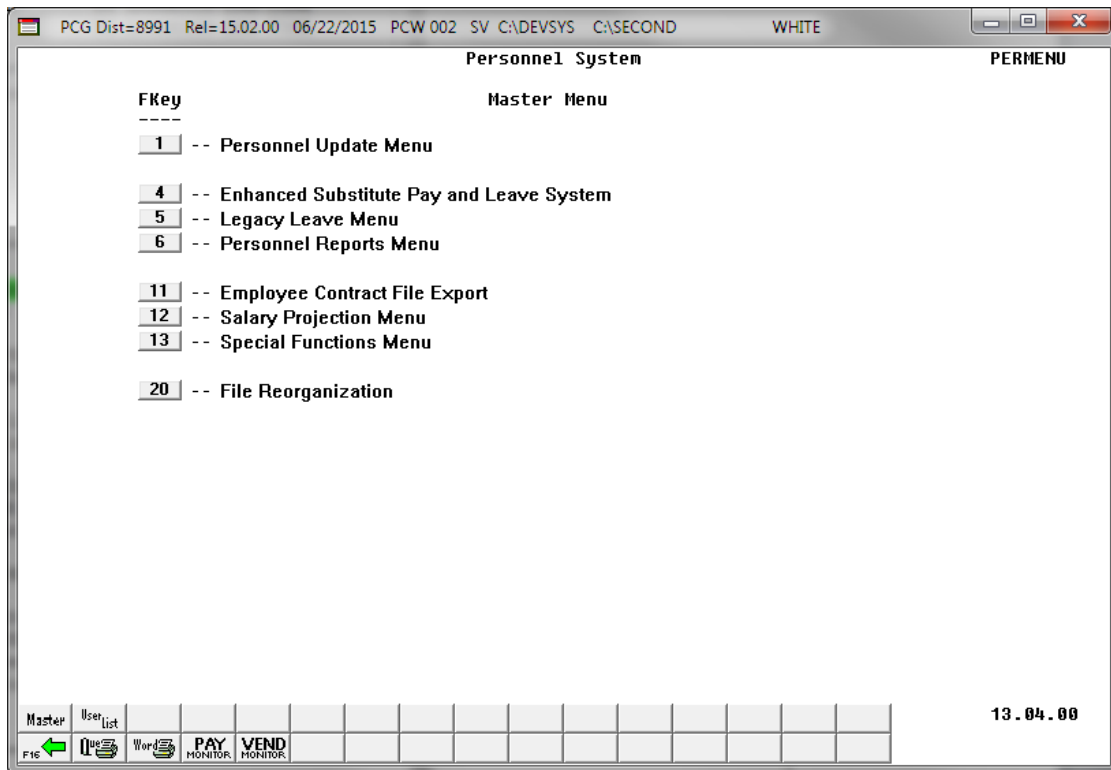 PCG Dist=8991 Rel=15.02.00 06/22/2015 PCW 002 SV C:\DEVSYS C:\SECOND WHITE
Personnel System PERMENU
FKey Master Menu
----
1 -- Personnel Update Menu
4 -- Enhanced Substitute Pay and Leave System
5 -- Legacy Leave Menu
6 -- Personnel Reports Menu
11 -- Employee Contract File Export
12 -- Salary Projection Menu
13 -- Special Functions Menu
20 -- File Reorganization
Master User List 13.04.00
F16 Que Word PAY MONITOR VEND MONITOR